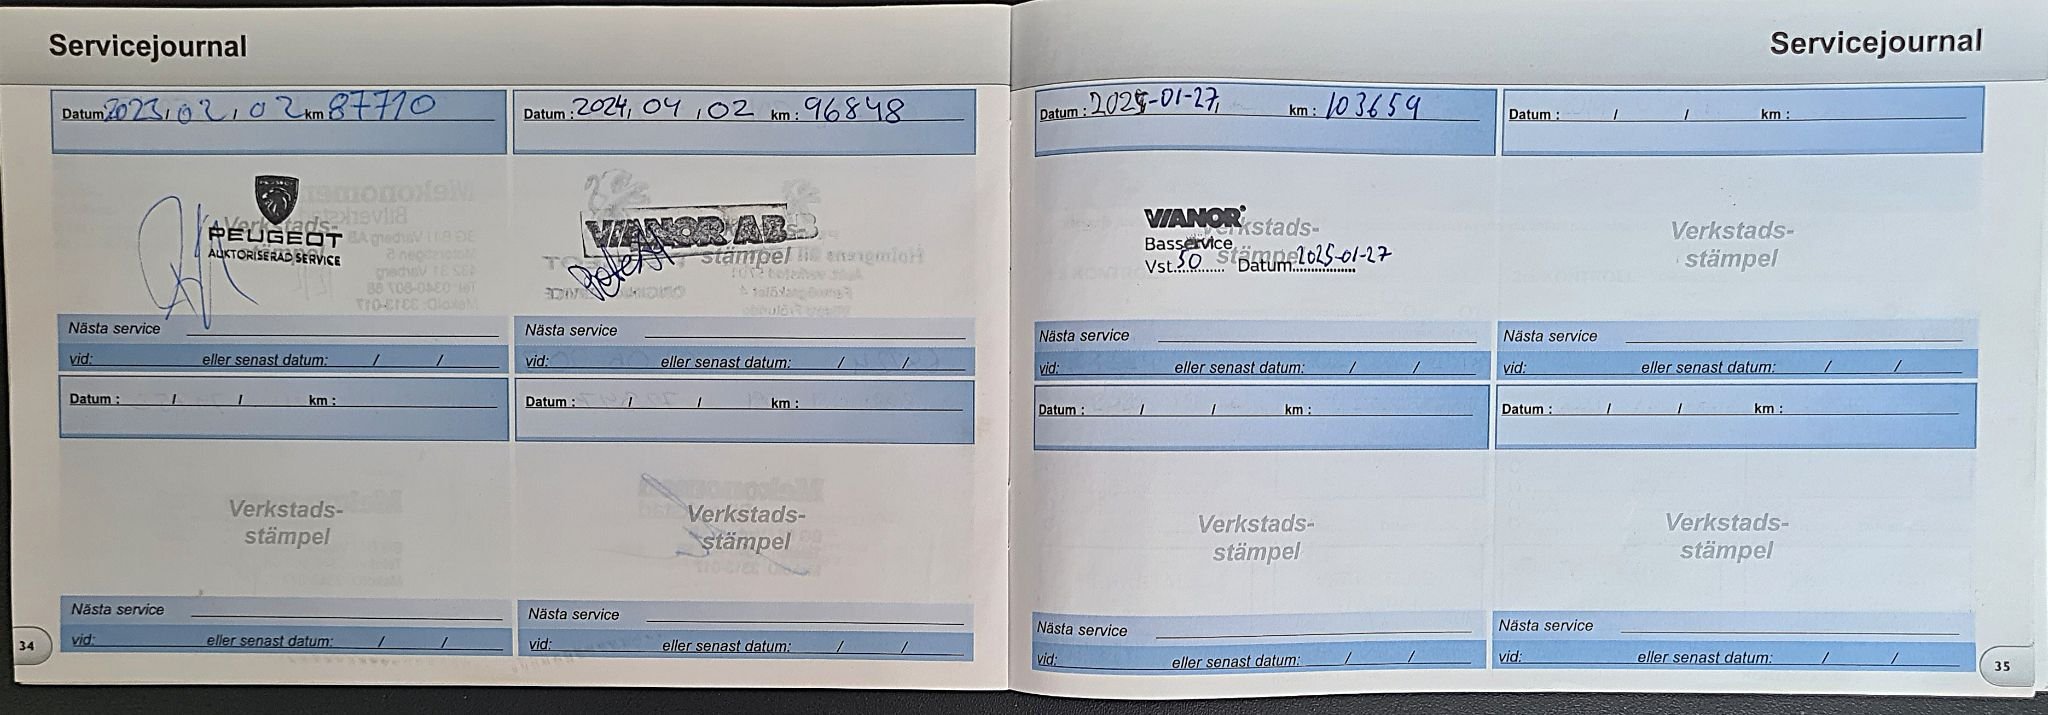 Servicejournal
Datum 2023, 02, 02 km 87710
PEUGEOT
Verkstads-
stämpel
AUKTORISERAD SERVICE
Nästa service
vid: eller senast datum: / /
Datum : 2024, 04, 02 km : 96848
VIANOR AB
Verkstads-
stämpel
Nästa service
vid: eller senast datum: / /
Datum : / / km :
Verkstads-
stämpel
Nästa service
vid: eller senast datum: / /
Datum : / / km :
Verkstads-
stämpel
Nästa service
vid: eller senast datum: / /
34
Servicejournal
Datum : 2025-01-27, km : 103659
VIANOR
Verkstads-
Basservice
stämpel
Vst. 50 Datum 2025-01-27
Nästa service
vid: eller senast datum: / /
Datum : / / km :
Verkstads-
stämpel
Nästa service
vid: eller senast datum: / /
Datum : / / km :
Verkstads-
stämpel
Nästa service
vid: eller senast datum: / /
Datum : / / km :
Verkstads-
stämpel
Nästa service
vid: eller senast datum: / /
35